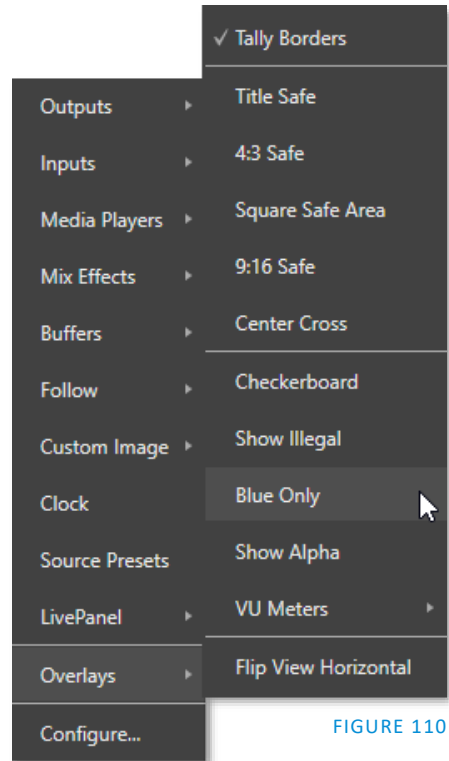 Outputs
Inputs
Media Players
Mix Effects
Buffers
Follow
Custom Image
Clock
Source Presets
LivePanel
Overlays
Configure...
Tally Borders
Title Safe
4:3 Safe
Square Safe Area
9:16 Safe
Center Cross
Checkerboard
Show Illegal
Blue Only
Show Alpha
VU Meters
Flip View Horizontal
FIGURE 110